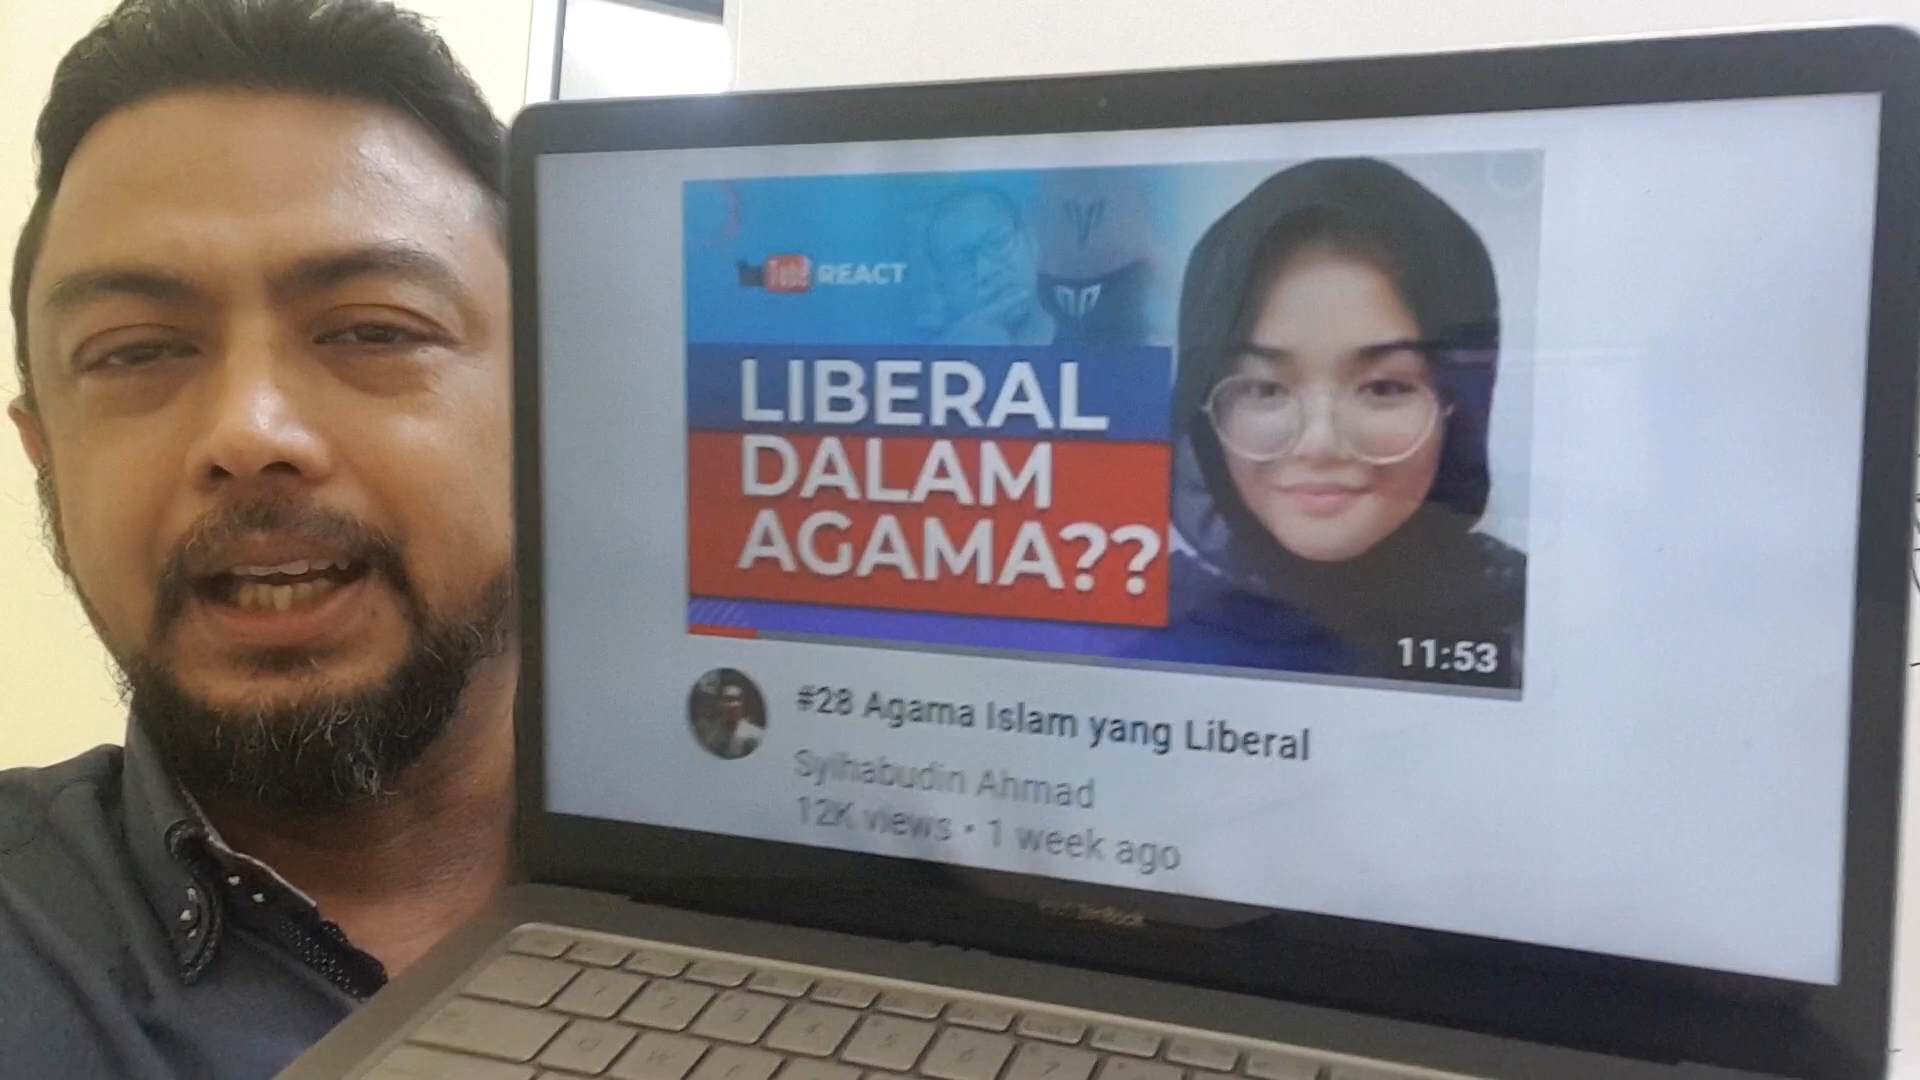 YouTube REACT
LIBERAL
DALAM
AGAMA??
11:53
#28 Agama Islam yang Liberal
Syihabudin Ahmad
12K views • 1 week ago